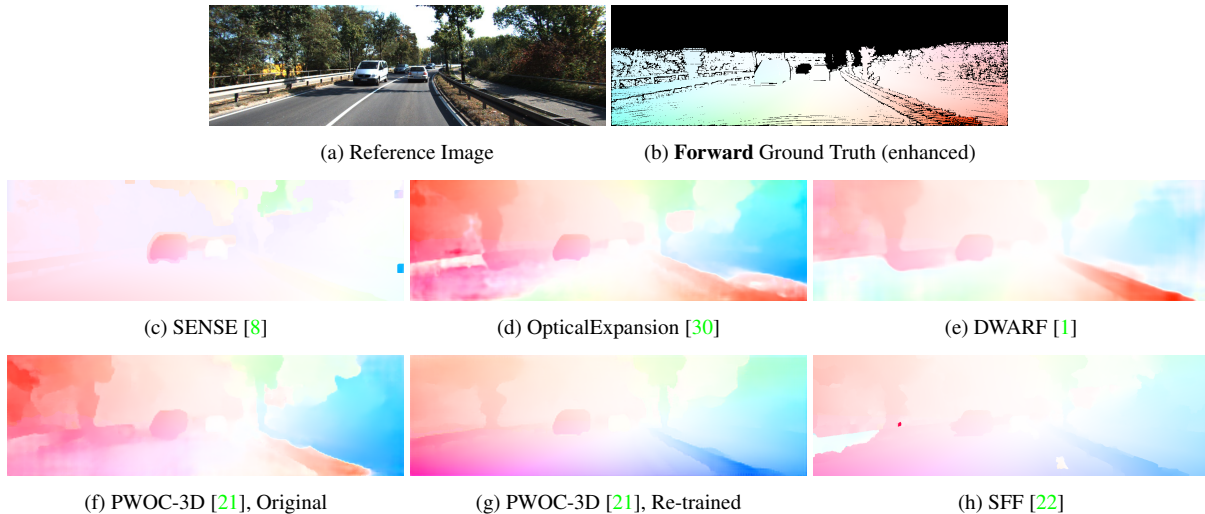 (a) Reference Image
(b) Forward Ground Truth (enhanced)
(c) SENSE [8]
(d) OpticalExpansion [30]
(e) DWARF [1]
(f) PWOC-3D [21], Original
(g) PWOC-3D [21], Re-trained
(h) SFF [22]